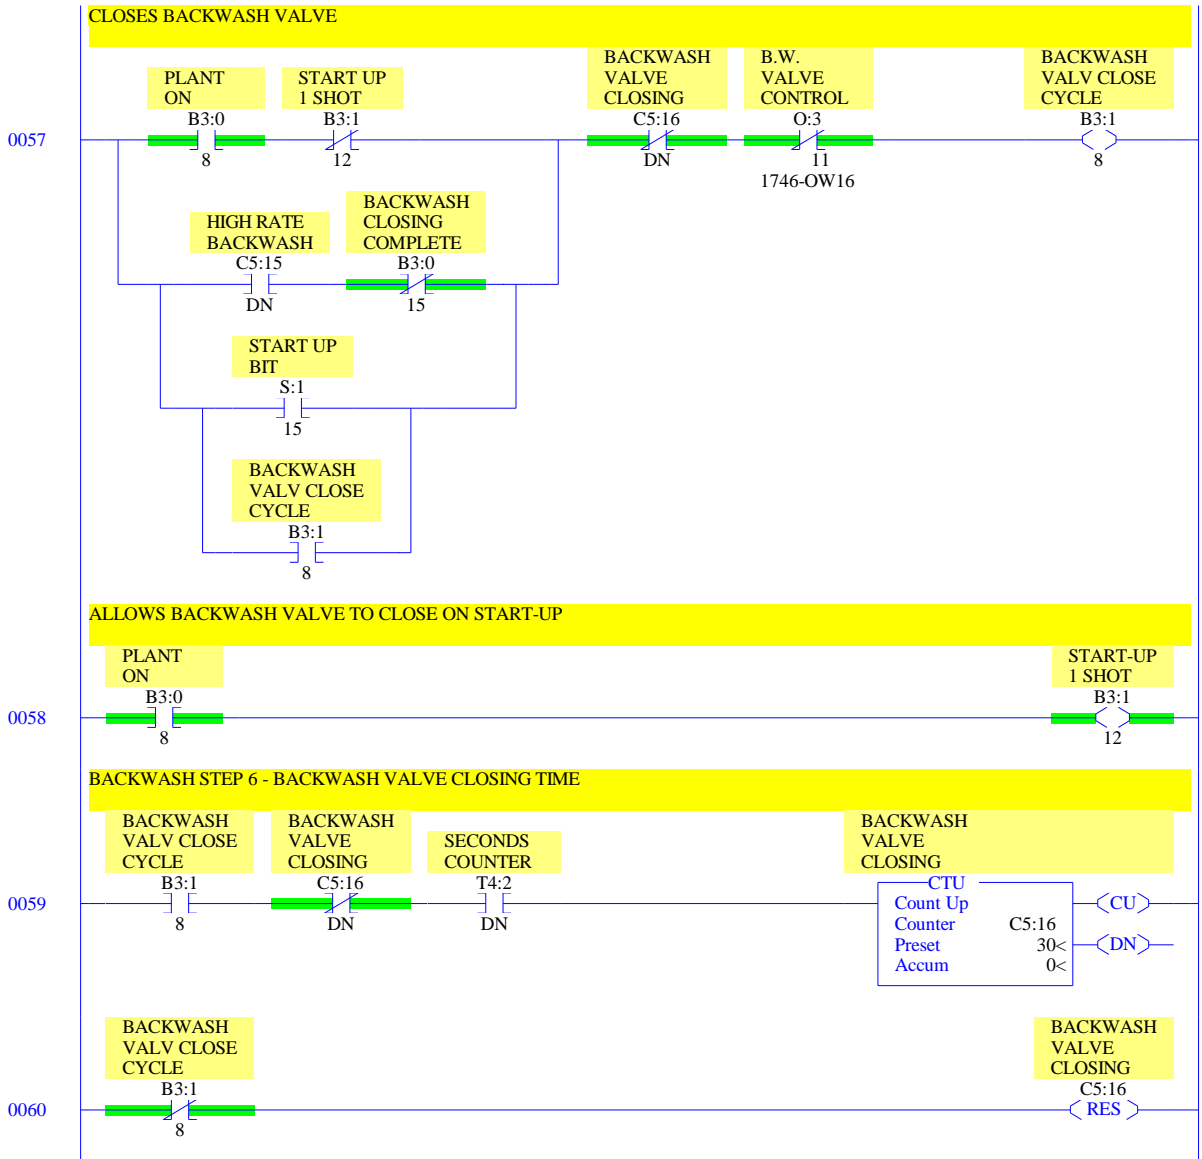 CLOSES BACKWASH VALVE
PLANT
ON
B3:0
8
START UP
1 SHOT
B3:1
12
BACKWASH
VALVE
CLOSING
C5:16
DN
B.W.
VALVE
CONTROL
O:3
11
1746-OW16
BACKWASH
VALV CLOSE
CYCLE
B3:1
8
0057
HIGH RATE
BACKWASH
C5:15
DN
BACKWASH
CLOSING
COMPLETE
B3:0
15
START UP
BIT
S:1
15
BACKWASH
VALV CLOSE
CYCLE
B3:1
8
ALLOWS BACKWASH VALVE TO CLOSE ON START-UP
PLANT
ON
B3:0
8
START-UP
1 SHOT
B3:1
12
0058
BACKWASH STEP 6 - BACKWASH VALVE CLOSING TIME
BACKWASH
VALV CLOSE
CYCLE
B3:1
8
BACKWASH
VALVE
CLOSING
C5:16
DN
SECONDS
COUNTER
T4:2
DN
BACKWASH
VALVE
CLOSING
CTU
Count Up
Counter C5:16
Preset 30<
Accum 0<
CU
DN
0059
BACKWASH
VALV CLOSE
CYCLE
B3:1
8
BACKWASH
VALVE
CLOSING
C5:16
RES
0060